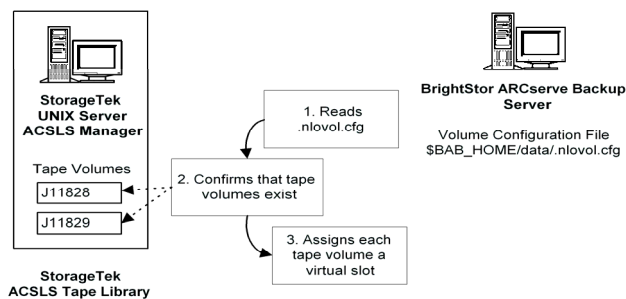 StorageTek
UNIX Server
ACSLS Manager
Tape Volumes
J11828
J11829
StorageTek
ACSLS Tape Library
1. Reads
.nlovol.cfg
2. Confirms that tape
volumes exist
3. Assigns each
tape volume a
virtual slot
BrightStor ARCserve Backup
Server
Volume Configuration File
$BAB_HOME/data/.nlovol.cfg